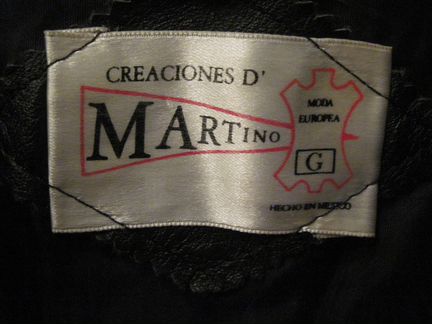 CREACIONES D'
MARTINO
MODA
EUROPEA
G
HECHO EN MEXICO